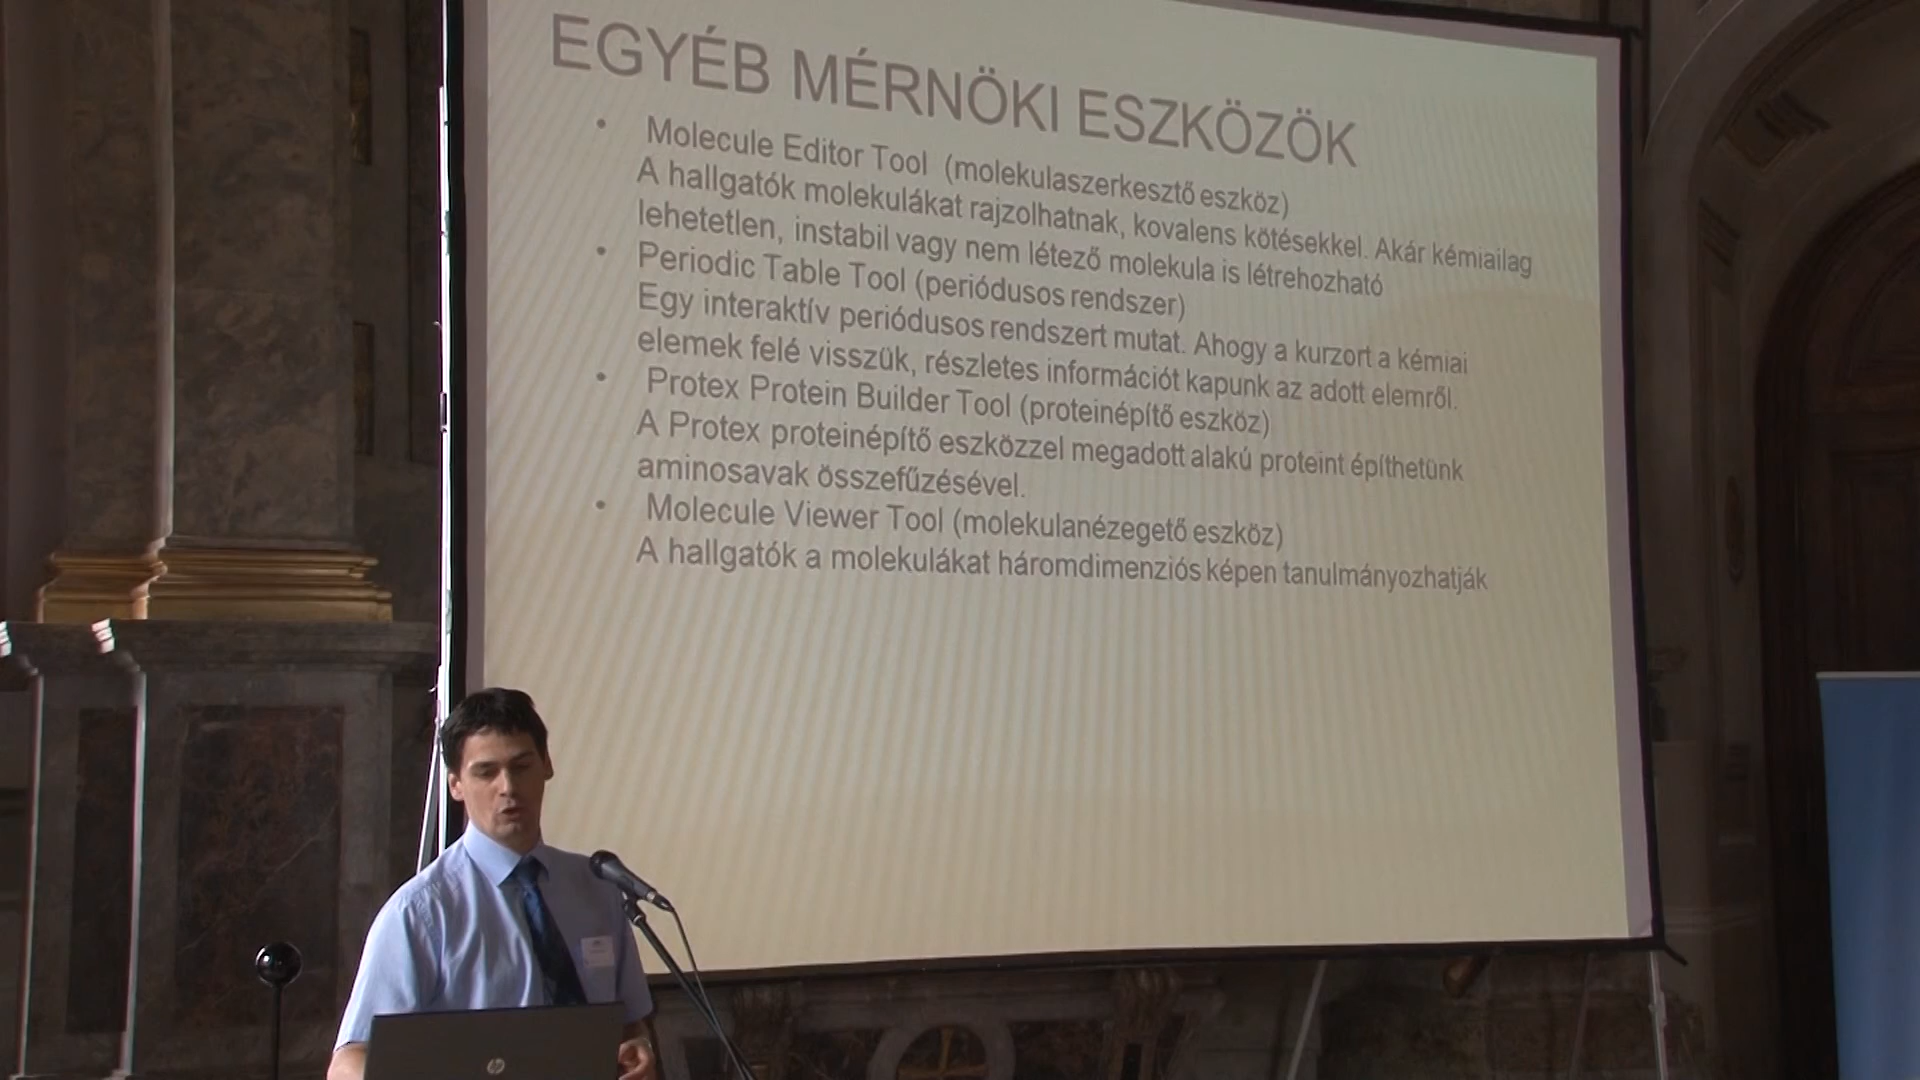 EGYÉB MÉRNÖKI ESZKÖZÖK
• Molecule Editor Tool (molekulaszerkesztő eszköz)
A hallgatók molekulákat rajzolhatnak, kovalens kötésekkel. Akár kémiailag
lehetetlen, instabil vagy nem létező molekula is létrehozható
• Periodic Table Tool (periódusos rendszer)
Egy interaktív periódusos rendszert mutat. Ahogy a kurzort a kémiai
elemek felé visszük, részletes információt kapunk az adott elemről.
• Protex Protein Builder Tool (proteinépítő eszköz)
A Protex proteinépítő eszközzel megadott alakú proteint építhetünk
aminosavak összefűzésével.
• Molecule Viewer Tool (molekulanézegető eszköz)
A hallgatók a molekulákat háromdimenziós képen tanulmányozhatják
hp